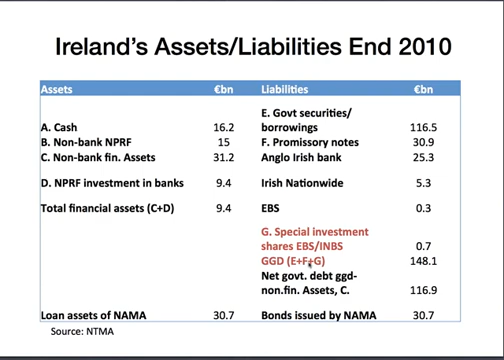 Ireland's Assets/Liabilities End 2010
Assets €bn Liabilities €bn
E. Govt securities/
A. Cash 16.2 borrowings 116.5
B. Non-bank NPRF 15 F. Promissory notes 30.9
C. Non-bank fin. Assets 31.2 Anglo Irish bank 25.3
D. NPRF investment in banks 9.4 Irish Nationwide 5.3
Total financial assets (C+D) 9.4 EBS 0.3
G. Special investment
shares EBS/INBS 0.7
GGD (E+F+G) 148.1
Net govt. debt ggd-
non.fin. Assets, C. 116.9
Loan assets of NAMA 30.7 Bonds issued by NAMA 30.7
Source: NTMA